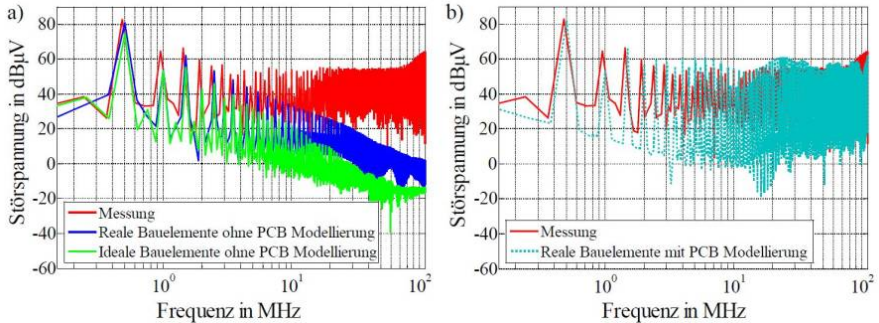 a)
Störspannung in dBµV
100
80
60
40
20
0
−20
−40
−60
Messung
Reale Bauelemente ohne PCB Modellierung
Ideale Bauelemente ohne PCB Modellierung
10^0
10^1
10^2
Frequenz in MHz
b)
Störspannung in dBµV
100
80
60
40
20
0
−20
−40
−60
Messung
Reale Bauelemente mit PCB Modellierung
10^0
10^1
10^2
Frequenz in MHz